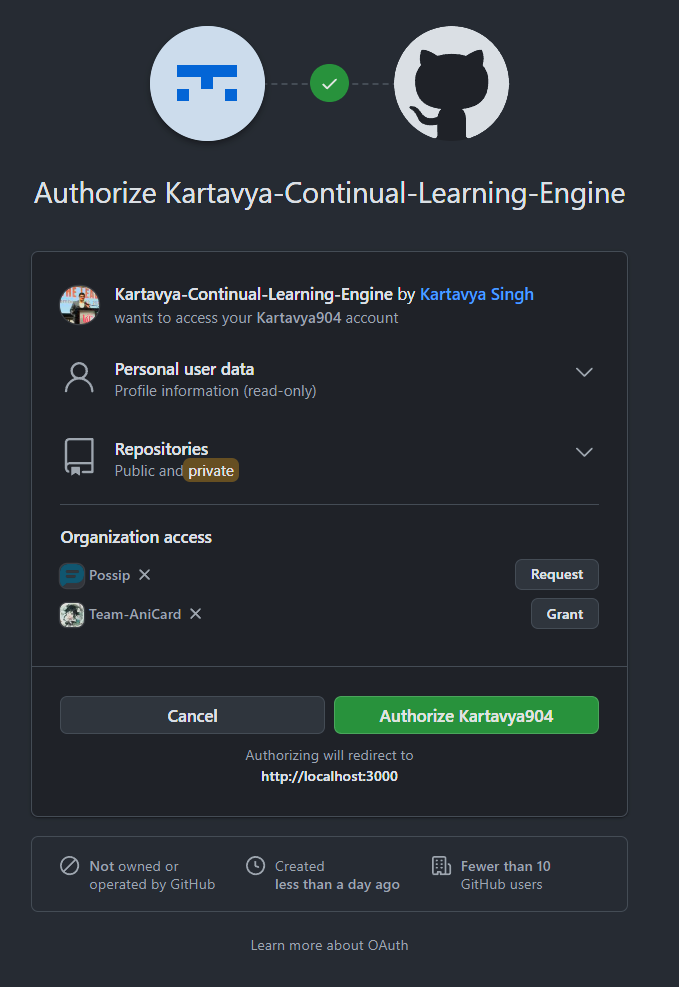 Authorize Kartavya-Continual-Learning-Engine
Kartavya-Continual-Learning-Engine by Kartavya Singh
wants to access your Kartavya904 account
Personal user data
Profile information (read-only)
Repositories
Public and private
Organization access
Possip
Request
Team-AniCard
Grant
Cancel
Authorize Kartavya904
Authorizing will redirect to
http://localhost:3000
Not owned or
operated by GitHub
Created
less than a day ago
Fewer than 10
GitHub users
Learn more about OAuth